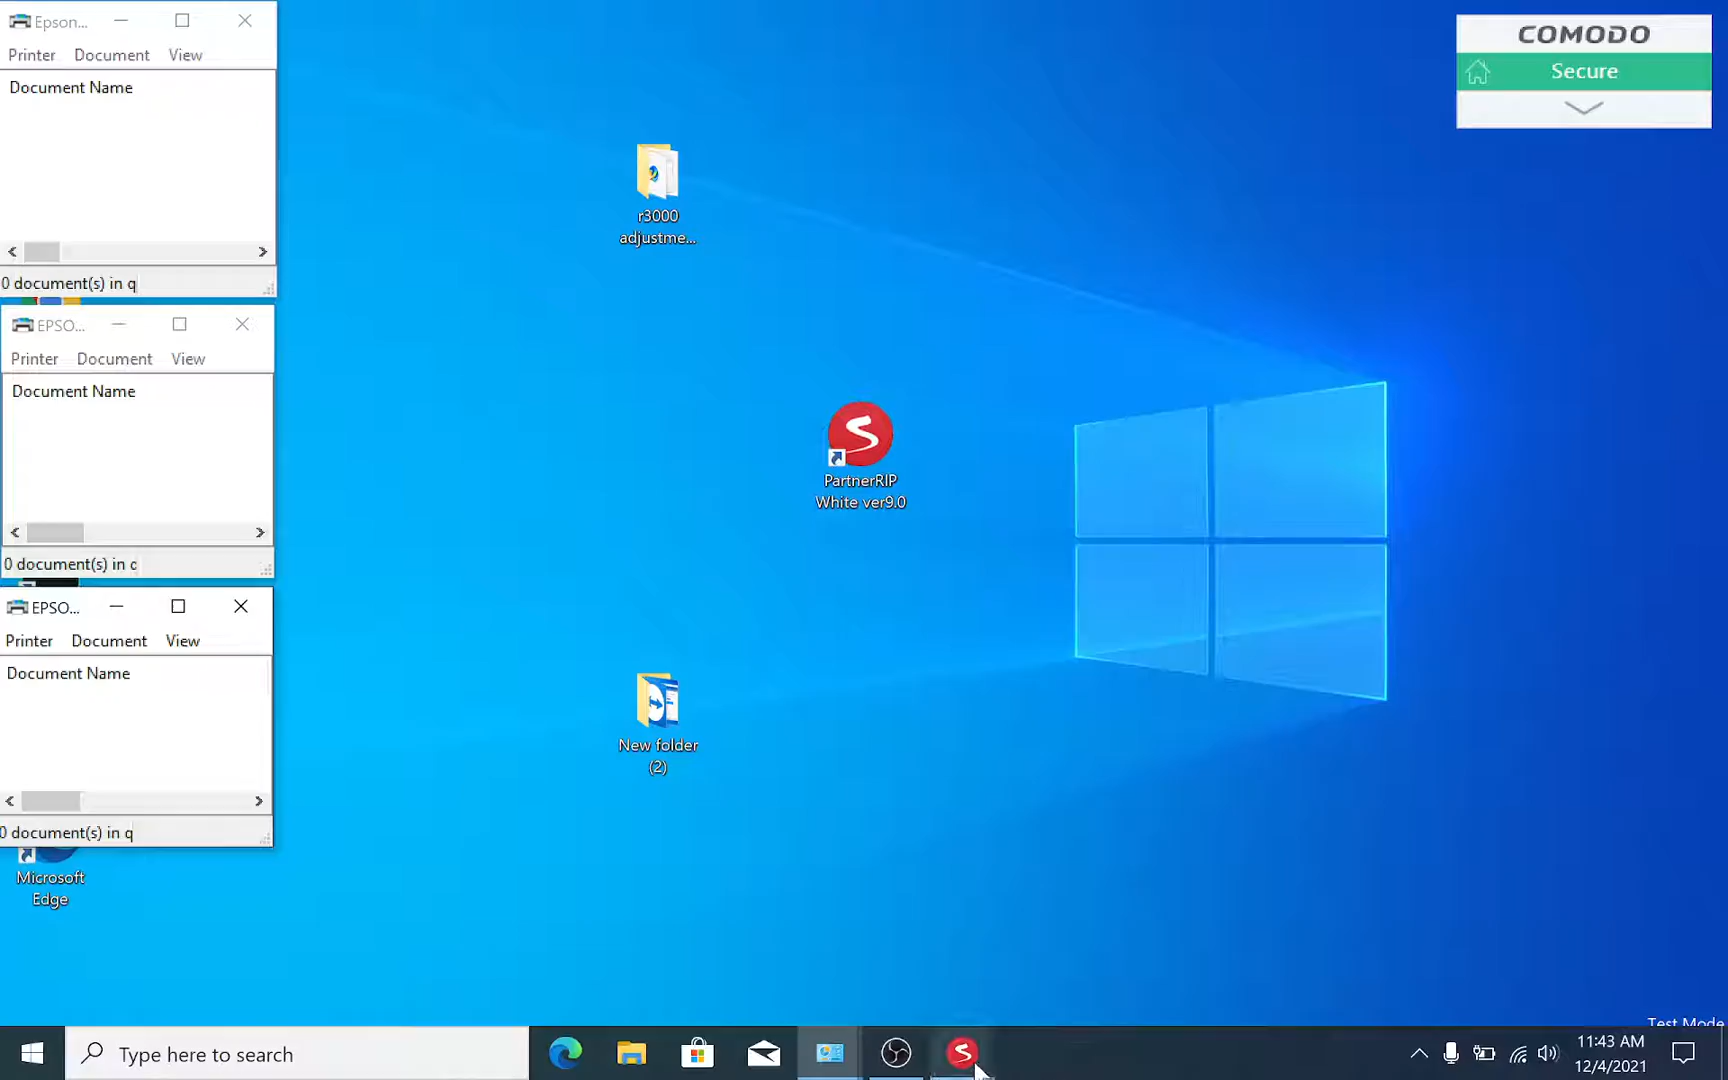 Epson...
Printer Document View
Document Name
0 document(s) in q
EPSO...
Printer Document View
Document Name
0 document(s) in q
EPSO...
Printer Document View
Document Name
0 document(s) in q
Microsoft
Edge
r3000
adjustme...
PartnerRIP
White ver9.0
New folder
(2)
COMODO
Secure
Test Mode
Type here to search
11:43 AM
12/4/2021